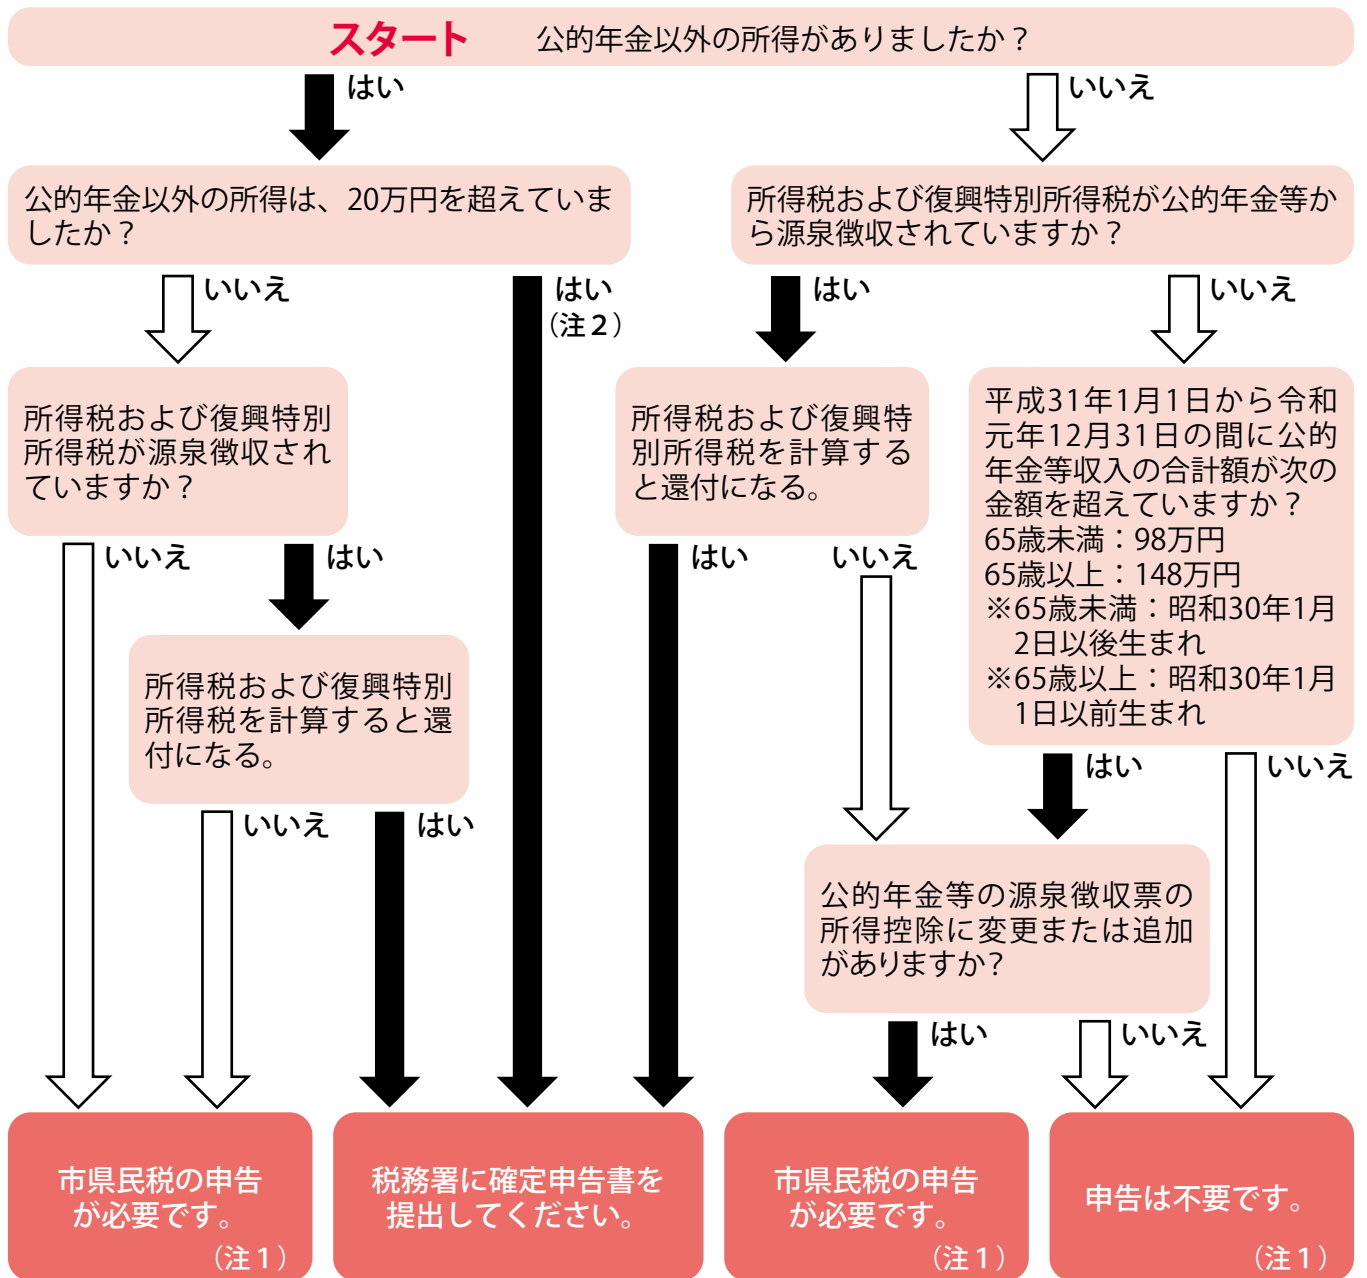 スタート 公的年金以外の所得がありましたか？
はい
いいえ
公的年金以外の所得は、20万円を超えていま
したか？
所得税および復興特別所得税が公的年金等か
ら源泉徴収されていますか？
いいえ
はい
（注２）
はい
いいえ
所得税および復興特別
所得税が源泉徴収され
ていますか？
所得税および復興特
別所得税を計算する
と還付になる。
平成31年1月1日から令和
元年12月31日の間に公的
年金等収入の合計額が次の
金額を超えていますか？
65歳未満：98万円
65歳以上：148万円
※65歳未満：昭和30年1月
2日以後生まれ
※65歳以上：昭和30年1月
1日以前生まれ
いいえ
はい
はい
いいえ
所得税および復興特別
所得税を計算すると還
付になる。
はい
いいえ
いいえ
はい
公的年金等の源泉徴収票の
所得控除に変更または追加
がありますか？
はい
いいえ
市県民税の申告
が必要です。
（注１）
税務署に確定申告書を
提出してください。
市県民税の申告
が必要です。
（注１）
申告は不要です。
（注１）